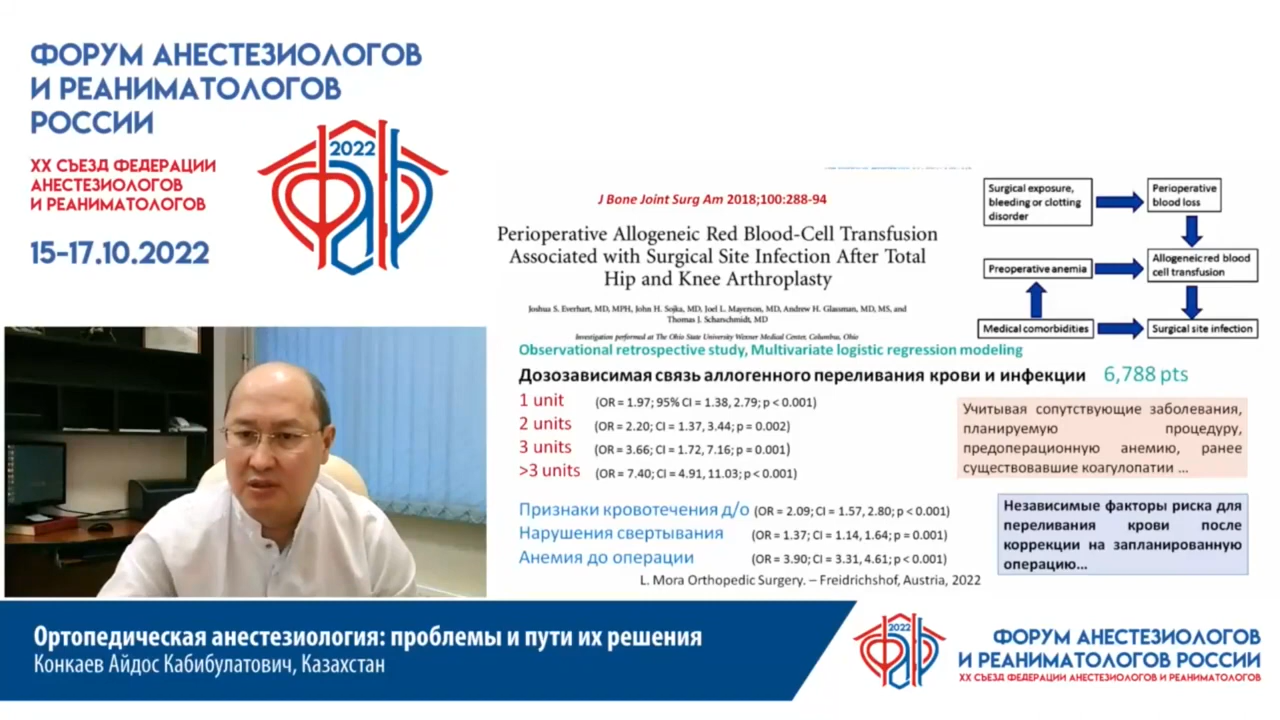 ФОРУМ АНЕСТЕЗИОЛОГОВ
И РЕАНИМАТОЛОГОВ
РОССИИ
XX СЪЕЗД ФЕДЕРАЦИИ
АНЕСТЕЗИОЛОГОВ
И РЕАНИМАТОЛОГОВ
15-17.10.2022
2022
J Bone Joint Surg Am 2018;100:288-94
Perioperative Allogeneic Red Blood-Cell Transfusion
Associated with Surgical Site Infection After Total
Hip and Knee Arthroplasty
Joshua S. Everhart, MD, MPH, John H. Sojka, MD, Joel L. Mayerson, MD, Andrew H. Glassman, MD, MS, and
Thomas J. Scharschmidt, MD
Investigation performed at The Ohio State University Wexner Medical Center, Columbus, Ohio
Surgical exposure,
bleeding or clotting
disorder
Perioperative
blood loss
Preoperative anemia
Allogeneic red blood
cell transfusion
Medical comorbidities
Surgical site infection
Observational retrospective study, Multivariate logistic regression modeling
Дозозависимая связь аллогенного переливания крови и инфекции 6,788 pts
1 unit (OR = 1.97; 95% CI = 1.38, 2.79; p < 0.001)
2 units (OR = 2.20; CI = 1.37, 3.44; p = 0.002)
3 units (OR = 3.66; CI = 1.72, 7.16; p = 0.001)
>3 units (OR = 7.40; CI = 4.91, 11.03; p < 0.001)
Учитывая сопутствующие заболевания,
планируемую процедуру,
предоперационную анемию, ранее
существовавшие коагулопатии ...
Признаки кровотечения д/о (OR = 2.09; CI = 1.57, 2.80; p < 0.001)
Нарушения свертывания (OR = 1.37; CI = 1.14, 1.64; p = 0.001)
Анемия до операции (OR = 3.90; CI = 3.31, 4.61; p < 0.001)
Независимые факторы риска для
переливания крови после
коррекции на запланированную
операцию...
L. Mora Orthopedic Surgery. – Freidrichshof, Austria, 2022
Ортопедическая анестезиология: проблемы и пути их решения
Конкаев Айдос Кабибулатович, Казахстан
2022
ФОРУМ АНЕСТЕЗИОЛОГОВ
И РЕАНИМАТОЛОГОВ РОССИИ
XX СЪЕЗД ФЕДЕРАЦИИ АНЕСТЕЗИОЛОГОВ И РЕАНИМАТОЛОГОВ